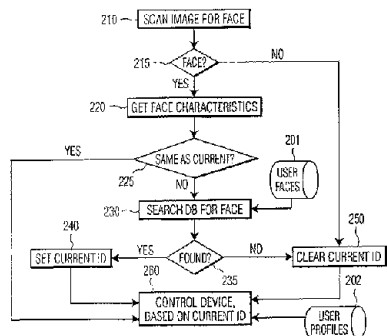 210
SCAN IMAGE FOR FACE
215
FACE?
NO
YES
220
GET FACE CHARACTERISTICS
YES
SAME AS CURRENT?
225
NO
201
USER
FACES
230
SEARCH DB FOR FACE
240
250
SET CURRENT ID
YES
FOUND?
NO
CLEAR CURRENT ID
260
235
202
CONTROL DEVICE,
BASED ON CURRENT ID
USER
PROFILES